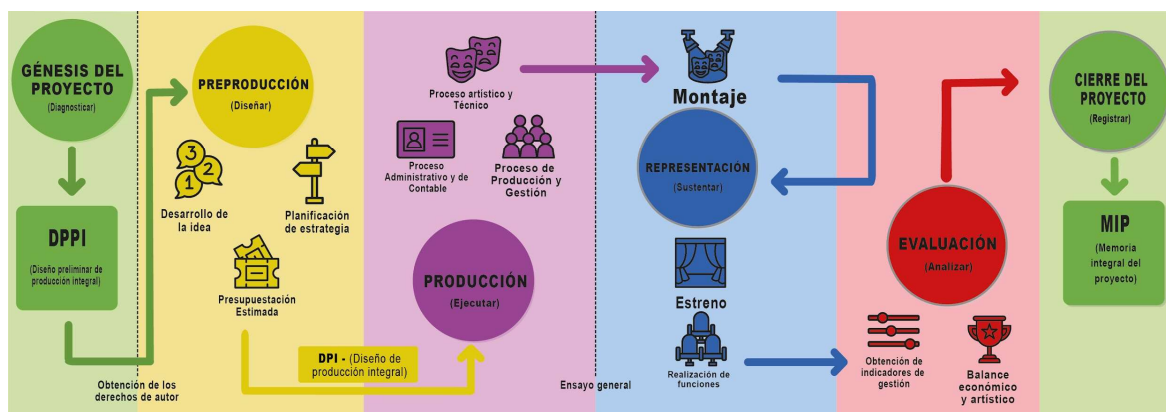 GÉNESIS DEL
PROYECTO
(Diagnosticar)
DPPI
(Diseño preliminar de
producción integral)
Obtención de los
derechos de autor
PREPRODUCCIÓN
(Diseñar)
3
2
1
Desarrollo de
la idea
Planificación
de estrategia
Presupuestación
Estimada
DPI - (Diseño de
producción integral)
Proceso artístico y
Técnico
Proceso
Administrativo y de
Contable
Proceso de
Producción y
Gestión
PRODUCCIÓN
(Ejecutar)
Ensayo general
Montaje
REPRESENTACIÓN
(Sustentar)
Estreno
Realización de
funciones
EVALUACIÓN
(Analizar)
Obtención de
indicadores de
gestión
Balance
económico
y artístico
CIERRE DEL
PROYECTO
(Registrar)
MIP
(Memoria
integral del
proyecto)